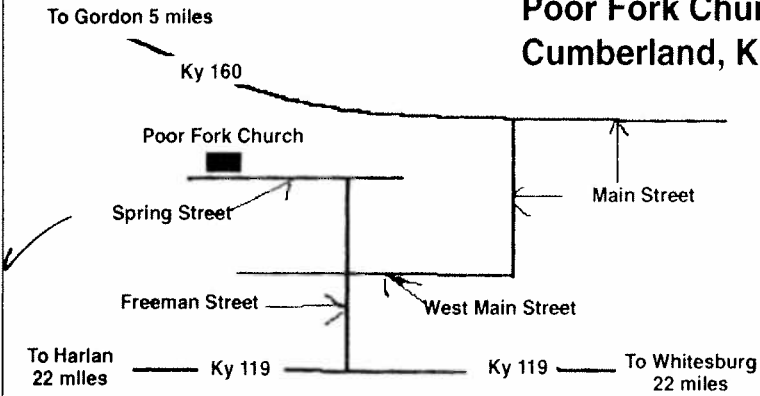 To Gordon 5 miles
Poor Fork Chur
Cumberland, K
Ky 160
Poor Fork Church
Spring Street
Main Street
Freeman Street
West Main Street
To Harlan
22 miles
Ky 119
Ky 119
To Whitesburg
22 miles